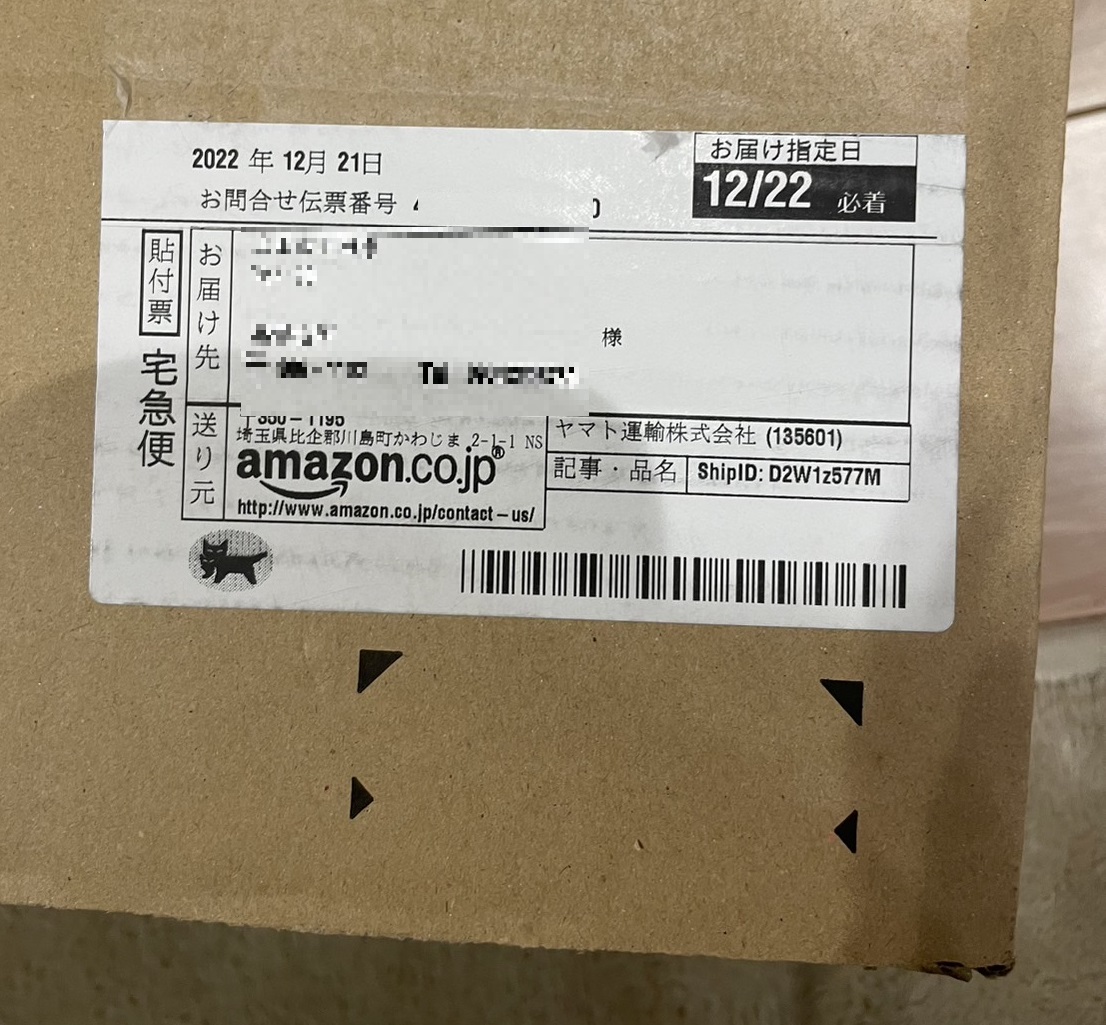 2022 年 12月 21日
お問合せ伝票番号
お届け指定日
12/22 必着
貼付票
宅急便
お届け先
様
Tel
送り元
〒350-1195
埼玉県比企郡川島町かわじま 2-1-1 NS
amazon.co.jp®
http://www.amazon.co.jp/contact-us/
ヤマト運輸株式会社 (135601)
記事・品名 ShipID: D2W1z577M